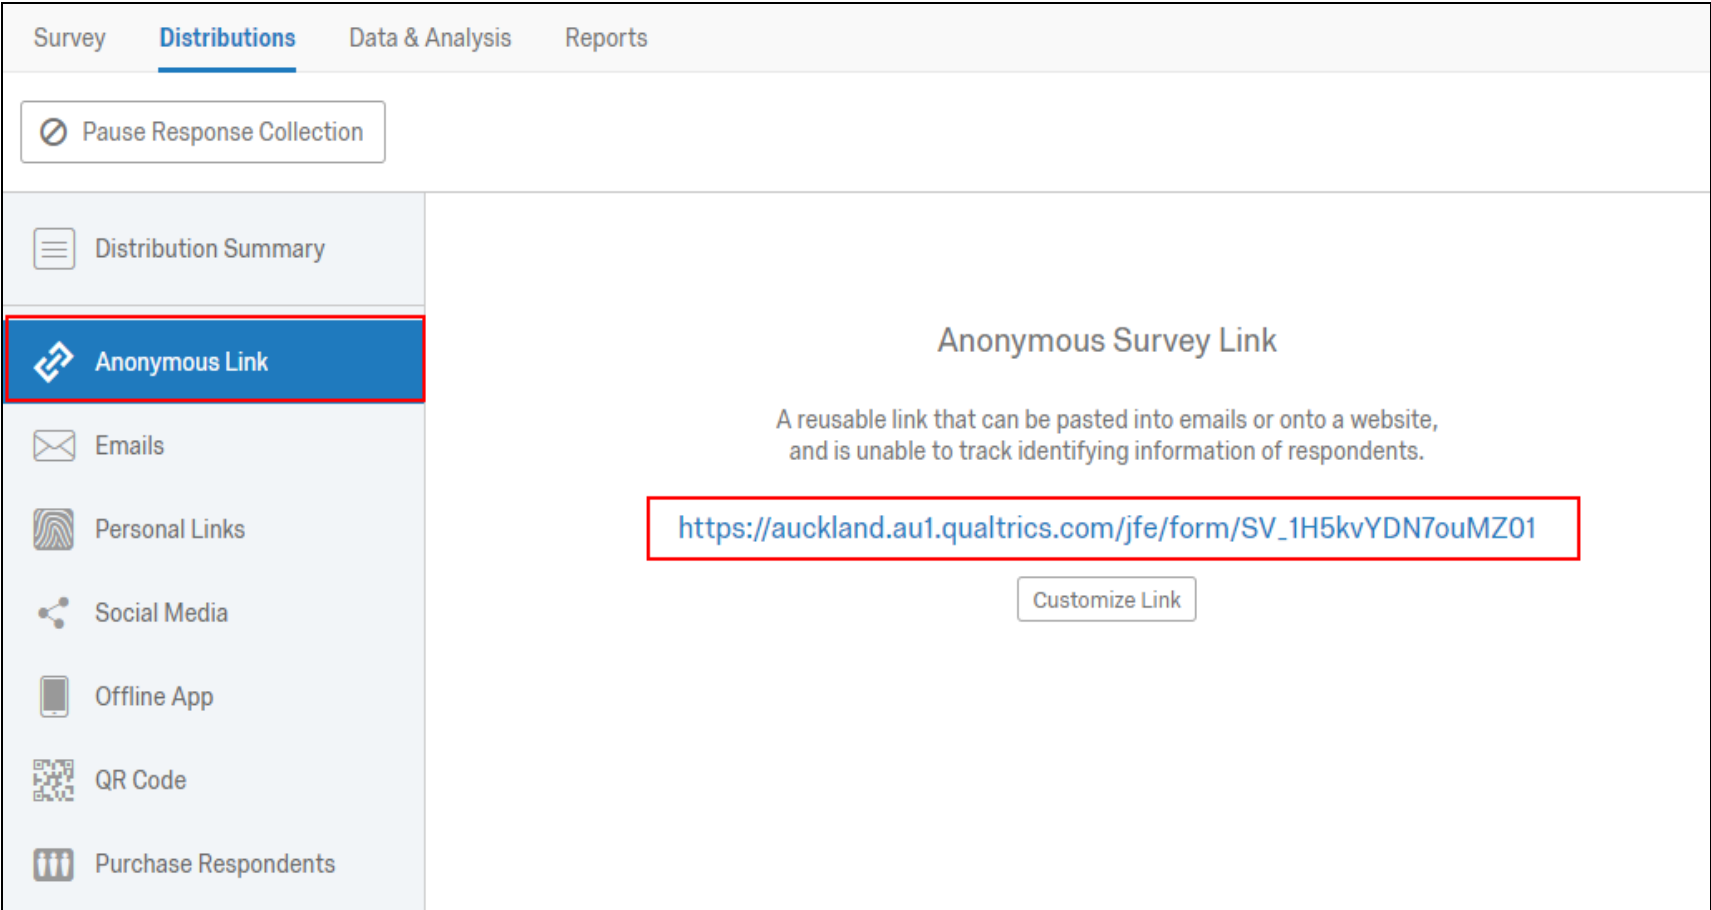 Survey Distributions Data & Analysis Reports
Pause Response Collection
Distribution Summary
Anonymous Link
Emails
Personal Links
Social Media
Offline App
QR Code
Purchase Respondents
Anonymous Survey Link
A reusable link that can be pasted into emails or onto a website,
and is unable to track identifying information of respondents.
https://auckland.au1.qualtrics.com/jfe/form/SV_1H5kvYDN7ouMZ01
Customize Link